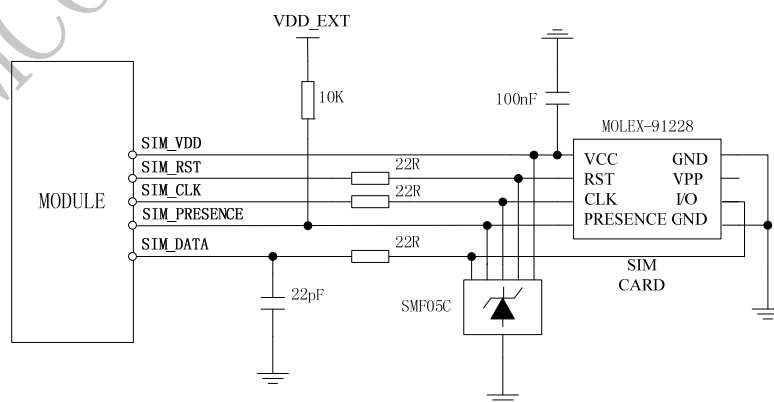 VDD_EXT
10K
100nF
MOLEX-91228
SIM_VDD
SIM_RST
22R
SIM_CLK
22R
SIM_PRESENCE
SIM_DATA
22R
MODULE
VCC GND
RST VPP
CLK I/O
PRESENCE GND
SIM
CARD
22pF
SMF05C